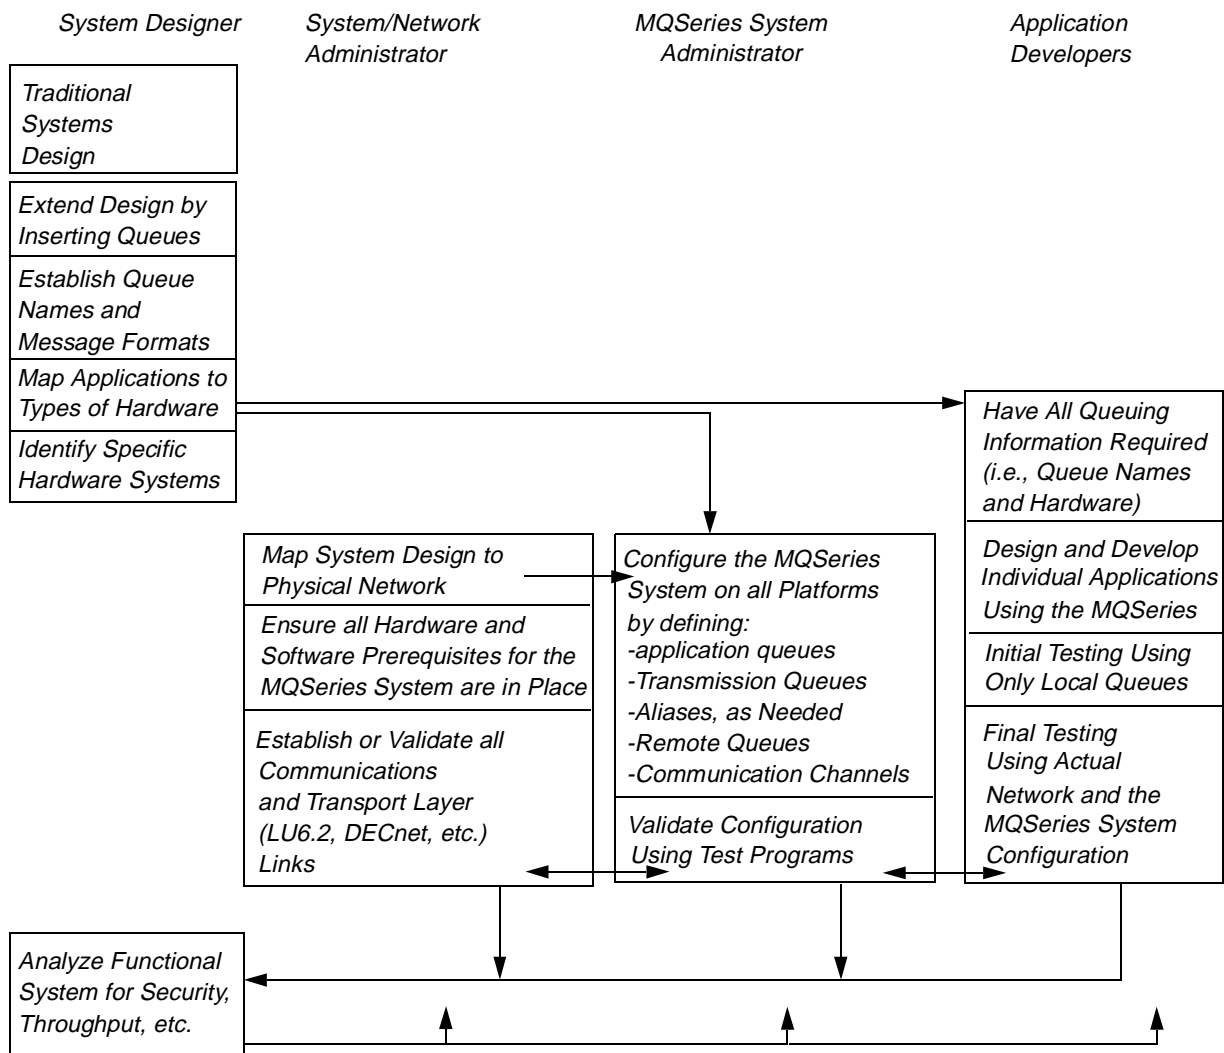 System Designer
System/Network
Administrator
MQSeries System
Administrator
Application
Developers
Traditional
Systems
Design
Extend Design by
Inserting Queues
Establish Queue
Names and
Message Formats
Map Applications to
Types of Hardware
Identify Specific
Hardware Systems
Map System Design to
Physical Network
Ensure all Hardware and
Software Prerequisites for the
MQSeries System are in Place
Establish or Validate all
Communications
and Transport Layer
(LU6.2, DECnet, etc.)
Links
Configure the MQSeries
System on all Platforms
by defining:
-application queues
-Transmission Queues
-Aliases, as Needed
-Remote Queues
-Communication Channels
Validate Configuration
Using Test Programs
Have All Queuing
Information Required
(i.e., Queue Names
and Hardware)
Design and Develop
Individual Applications
Using the MQSeries
Initial Testing Using
Only Local Queues
Final Testing
Using Actual
Network and the
MQSeries System
Configuration
Analyze Functional
System for Security,
Throughput, etc.